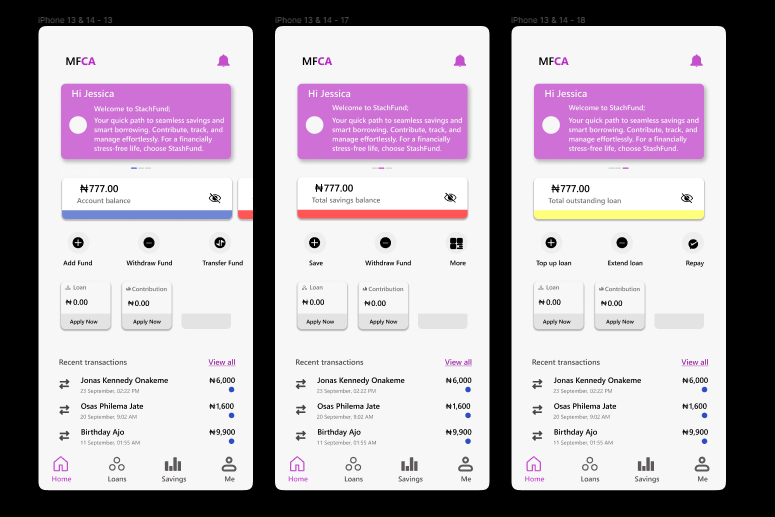 iPhone 13 & 14 - 13
MFCA
Hi Jessica
Welcome to StachFund;
Your quick path to seamless savings and
smart borrowing. Contribute, track, and
manage effortlessly. For a financially
stress-free life, choose StashFund.
₦777.00
Account balance
Add Fund
Withdraw Fund
Transfer Fund
Loan
Contribution
₦0.00
₦0.00
Apply Now
Apply Now
Recent transactions
View all
Jonas Kennedy Onakeme
₦6,000
23 September, 02:22 PM
Osas Philema Jate
₦1,600
20 September, 9:02 AM
Birthday Ajo
₦9,900
11 September, 01:55 AM
Home
Loans
Savings
Me
iPhone 13 & 14 - 17
MFCA
Hi Jessica
Welcome to StachFund;
Your quick path to seamless savings and
smart borrowing. Contribute, track, and
manage effortlessly. For a financially
stress-free life, choose StashFund.
₦777.00
Total savings balance
Save
Withdraw Fund
More
Loan
Contribution
₦0.00
₦0.00
Apply Now
Apply Now
Recent transactions
View all
Jonas Kennedy Onakeme
₦6,000
23 September, 02:22 PM
Osas Philema Jate
₦1,600
20 September, 9:02 AM
Birthday Ajo
₦9,900
11 September, 01:55 AM
Home
Loans
Savings
Me
iPhone 13 & 14 - 18
MFCA
Hi Jessica
Welcome to StachFund;
Your quick path to seamless savings and
smart borrowing. Contribute, track, and
manage effortlessly. For a financially
stress-free life, choose StashFund.
₦777.00
Total outstanding loan
Top up loan
Extend loan
Repay
Loan
Contribution
₦0.00
₦0.00
Apply Now
Apply Now
Recent transactions
View all
Jonas Kennedy Onakeme
₦6,000
23 September, 02:22 PM
Osas Philema Jate
₦1,600
20 September, 9:02 AM
Birthday Ajo
₦9,900
11 September, 01:55 AM
Home
Loans
Savings
Me